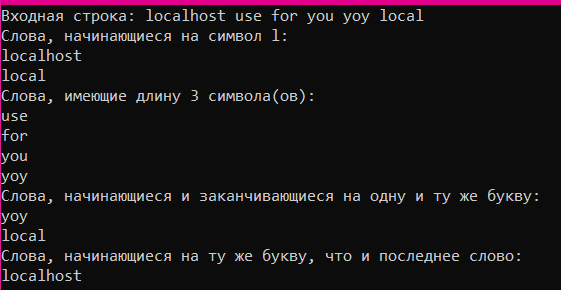 Входная строка: localhost use for you yoy local
Слова, начинающиеся на символ l:
localhost
local
Слова, имеющие длину 3 символа(ов):
use
for
you
yoy
Слова, начинающиеся и заканчивающиеся на одну и ту же букву:
yoy
local
Слова, начинающиеся на ту же букву, что и последнее слово:
localhost